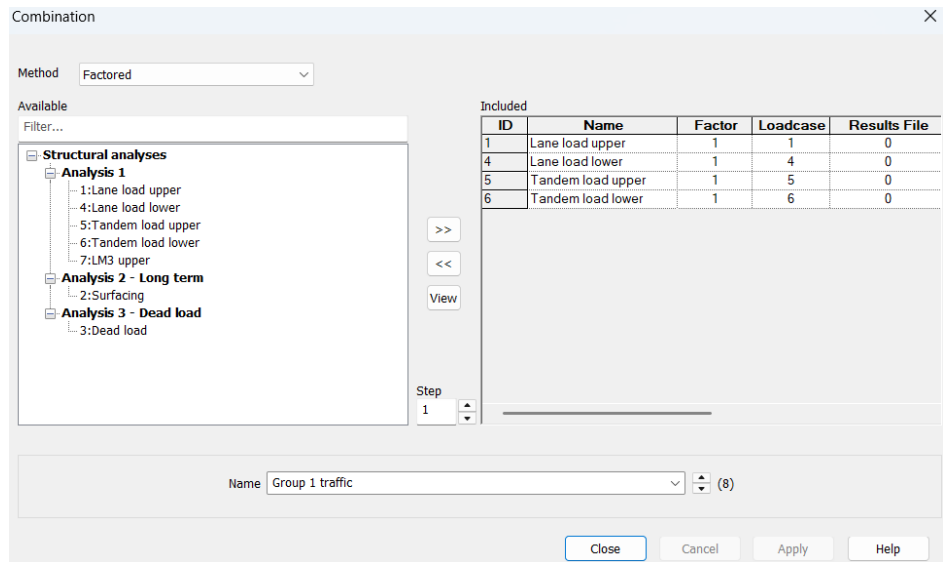 Combination
Method Factored
Available
Filter...
Structural analyses
Analysis 1
1:Lane load upper
4:Lane load lower
5:Tandem load upper
6:Tandem load lower
7:LM3 upper
Analysis 2 - Long term
2:Surfacing
Analysis 3 - Dead load
3:Dead load
>>
<<
View
Step
1
Included
ID Name Factor Loadcase Results File
1 Lane load upper 1 1 0
4 Lane load lower 1 4 0
5 Tandem load upper 1 5 0
6 Tandem load lower 1 6 0
Name Group 1 traffic (8)
Close Cancel Apply Help